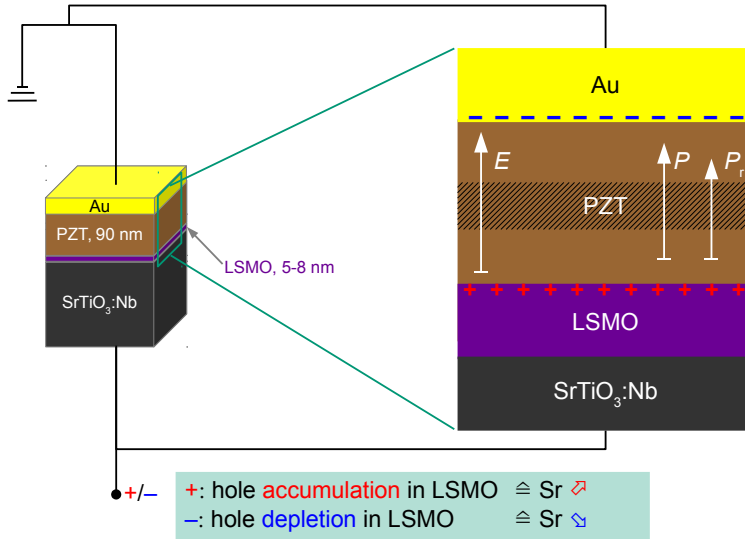 Au
PZT, 90 nm
SrTiO₃:Nb
LSMO, 5-8 nm
Au
E
P
Pᵣ
PZT
+ + + + + + + + + + + +
LSMO
SrTiO₃:Nb
+/–
+: hole accumulation in LSMO ≙ Sr ⬀
–: hole depletion in LSMO ≙ Sr ⬂